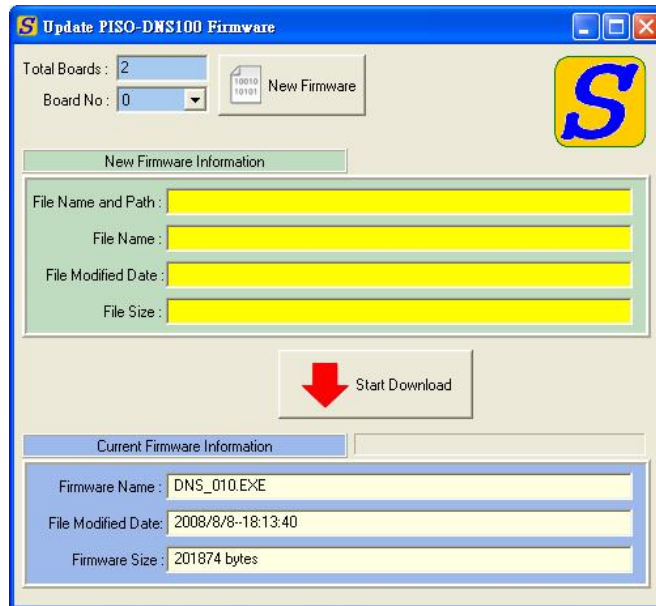 S Update PISO-DNS100 Firmware
Total Boards : 2
Board No : 0
New Firmware
S
New Firmware Information
File Name and Path :
File Name :
File Modified Date :
File Size :
Start Download
Current Firmware Information
Firmware Name : DNS_010.EXE
File Modified Date: 2008/8/8--18:13:40
Firmware Size : 201874 bytes